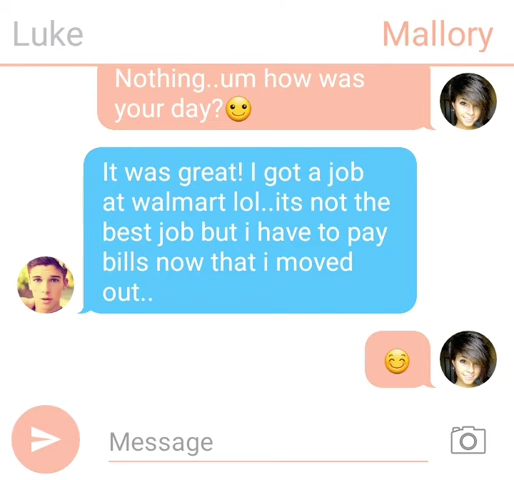 Luke Mallory
Nothing..um how was
your day?🙂
It was great! I got a job
at walmart lol..its not the
best job but i have to pay
bills now that i moved
out..
😊
Message